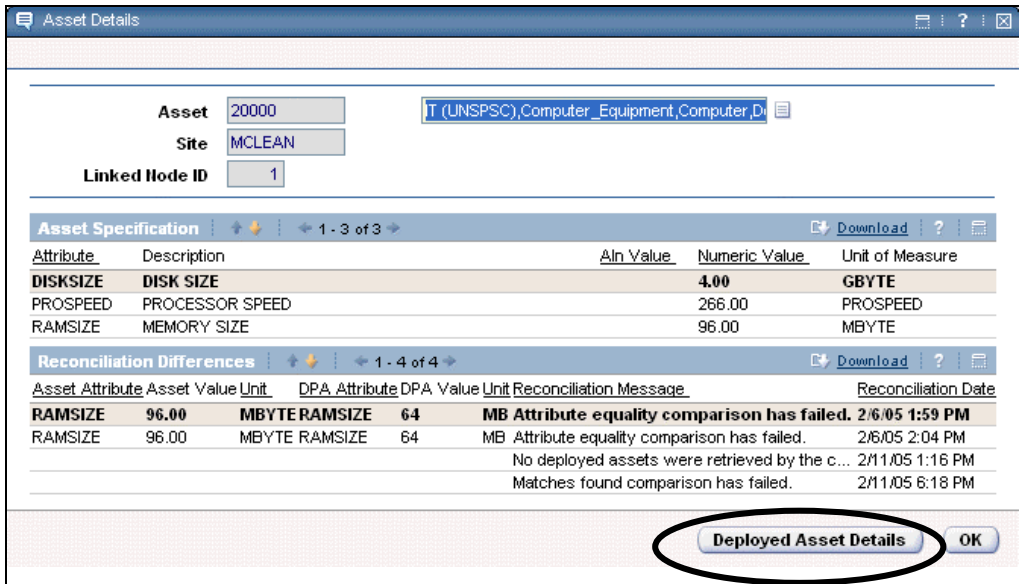 Asset Details ?
Asset 20000 IT (UNSPSC),Computer_Equipment,Computer,De
Site MCLEAN
Linked Node ID 1
Asset Specification 1 - 3 of 3 Download ?
Attribute Description Aln Value Numeric Value Unit of Measure
DISKSIZE DISK SIZE 4.00 GBYTE
PROSPEED PROCESSOR SPEED 266.00 PROSPEED
RAMSIZE MEMORY SIZE 96.00 MBYTE
Reconciliation Differences 1 - 4 of 4 Download ?
Asset Attribute Asset Value Unit DPA Attribute DPA Value Unit Reconciliation Message Reconciliation Date
RAMSIZE 96.00 MBYTE RAMSIZE 64 MB Attribute equality comparison has failed. 2/6/05 1:59 PM
RAMSIZE 96.00 MBYTE RAMSIZE 64 MB Attribute equality comparison has failed. 2/6/05 2:04 PM
No deployed assets were retrieved by the c... 2/11/05 1:16 PM
Matches found comparison has failed. 2/11/05 6:18 PM
Deployed Asset Details OK